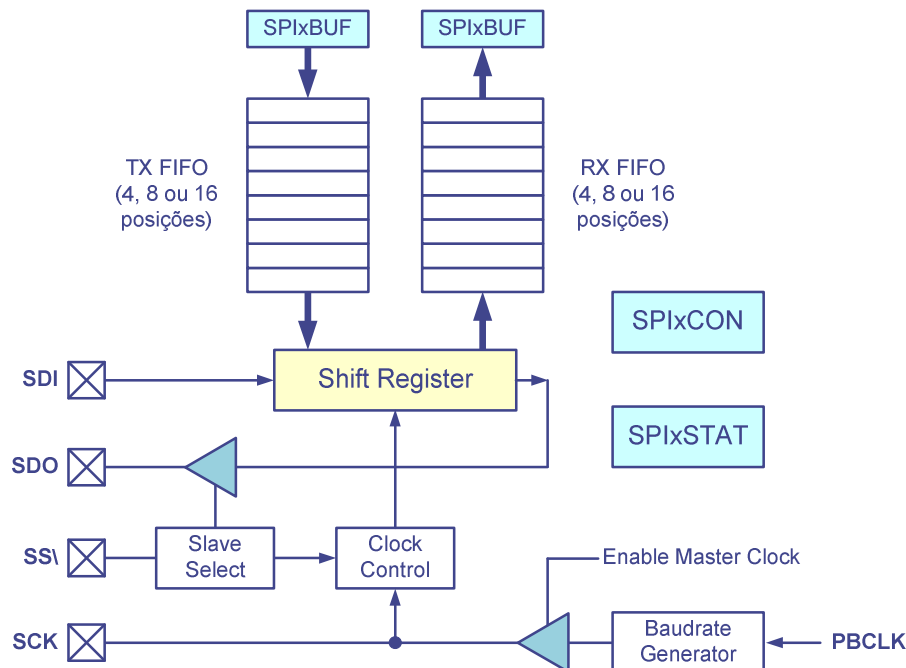 SPIxBUF
SPIxBUF
TX FIFO
(4, 8 ou 16
posições)
RX FIFO
(4, 8 ou 16
posições)
SPIxCON
SDI
Shift Register
SPIxSTAT
SDO
SS\
Slave
Select
Clock
Control
Enable Master Clock
SCK
Baudrate
Generator
PBCLK